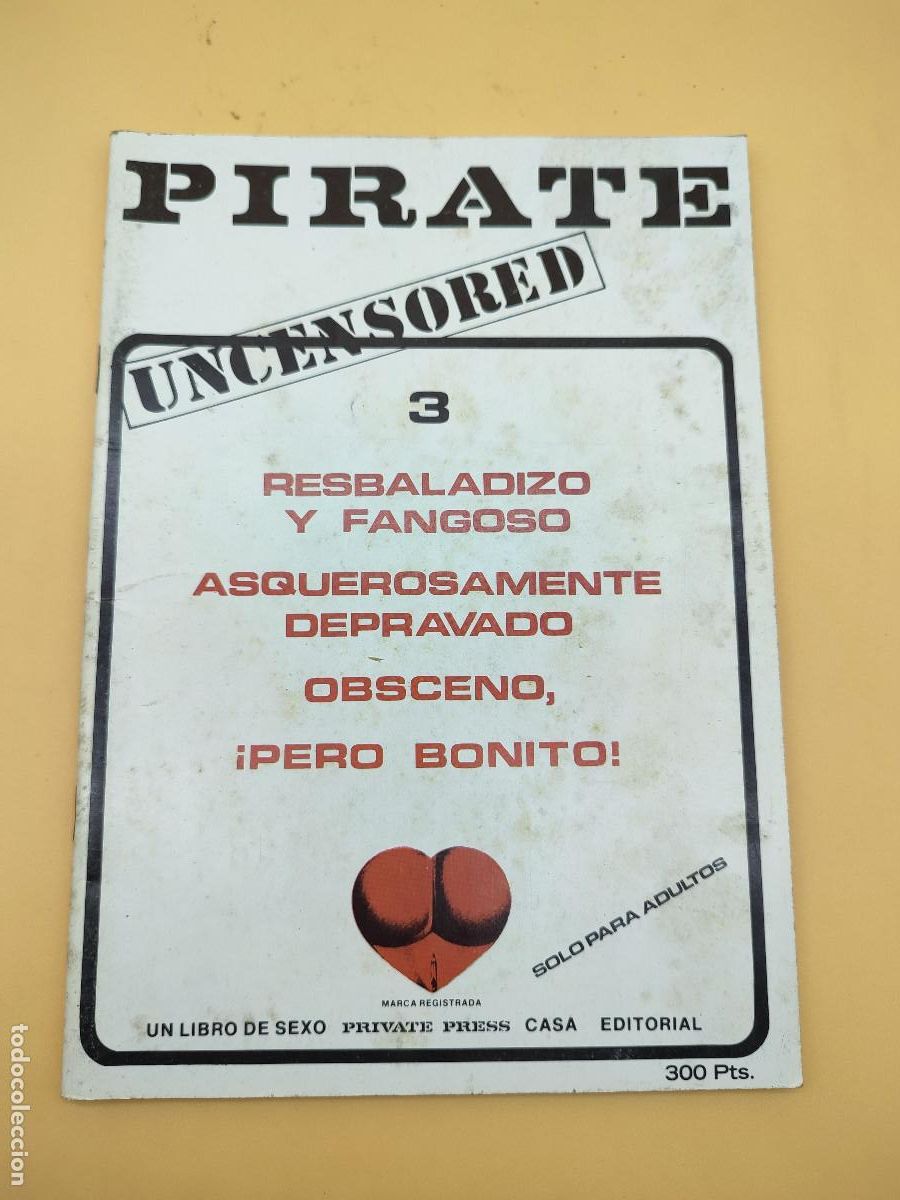 PIRATE
UNCENSORED
3
RESBALADIZO
Y FANGOSO
ASQUEROSAMENTE
DEPRAVADO
OBSCENO,
¡PERO BONITO!
SOLO PARA ADULTOS
MARCA REGISTRADA
UN LIBRO DE SEXO PRIVATE PRESS CASA EDITORIAL
300 Pts.
todocoleccion